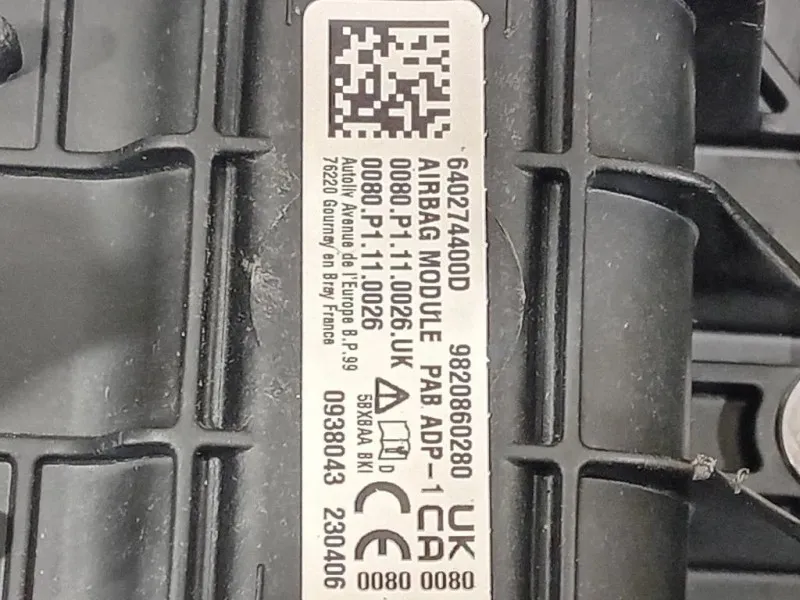 640274400D 9820860280
AIRBAG MODULE PAB ADP-1
0080.P1.11.0026.UK
0080.P1.11.0026
Autoliv Avenue de l'Europe B.P.99
76220 Gournay en Bray France
D
5BXBAA BKI
0938043 230406
CE
0080
UK
CA
0080